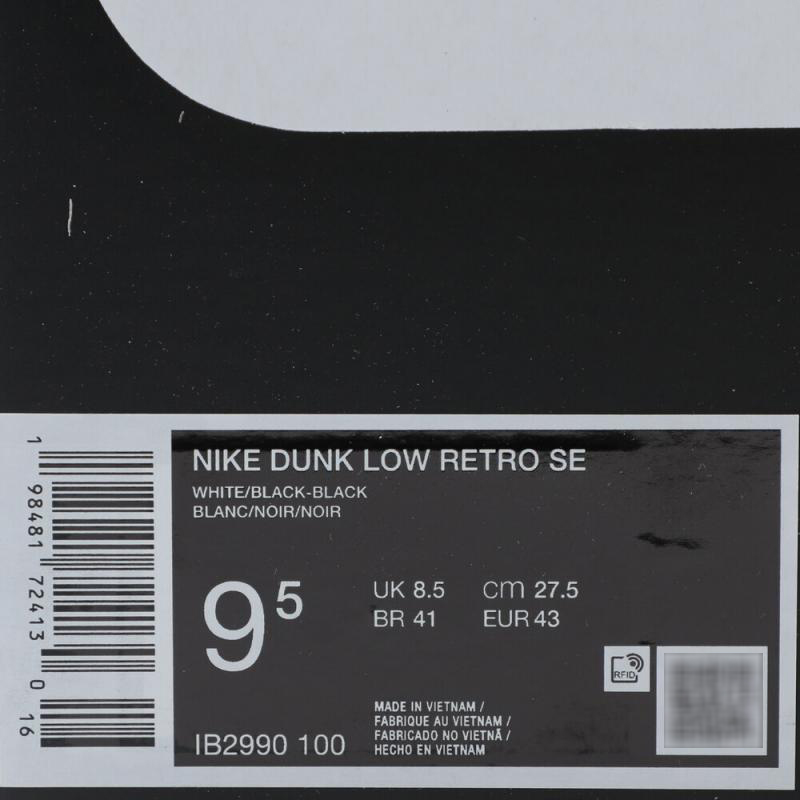 NIKE DUNK LOW RETRO SE
WHITE/BLACK-BLACK
BLANC/NOIR/NOIR
9 5
UK 8.5 cm 27.5
BR 41 EUR 43
RFID
MADE IN VIETNAM /
FABRIQUE AU VIETNAM /
FABRICADO NO VIETNÃ /
HECHO EN VIETNAM
IB2990 100
1 98481 72413 0 16